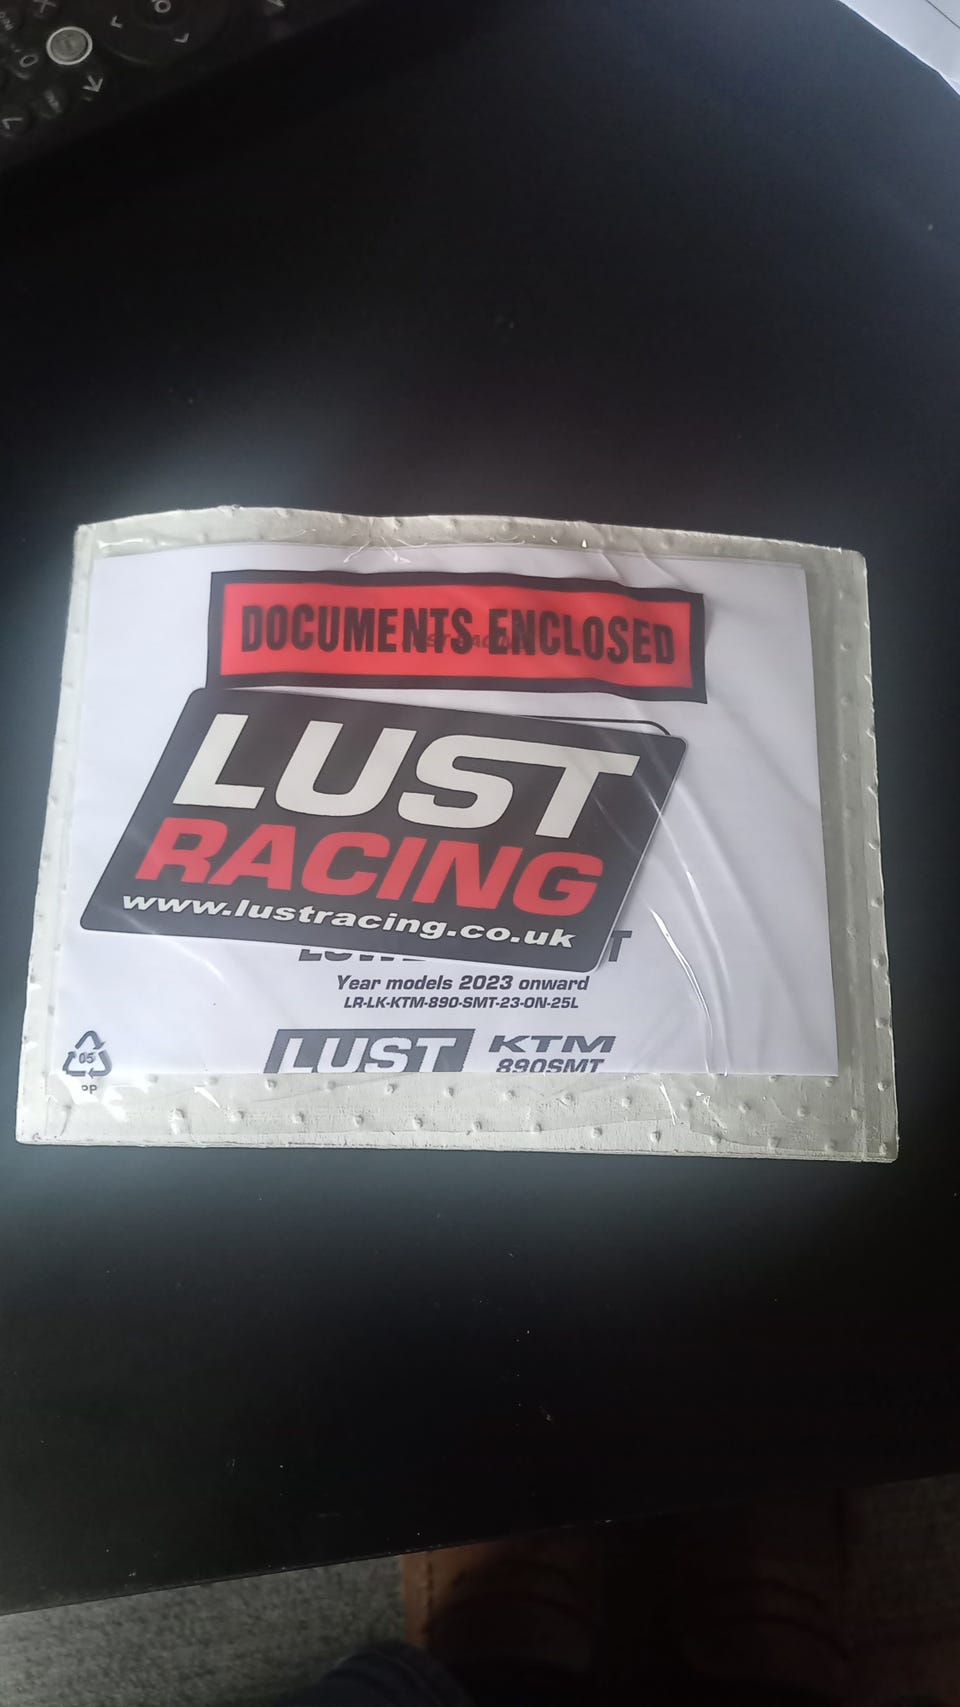 DOCUMENTS ENCLOSED
LUST
RACING
www.lustracing.co.uk
Year models 2023 onward
LR-LK-KTM-890-SMT-23-ON-25L
LUST KTM
890SMT
05
PP